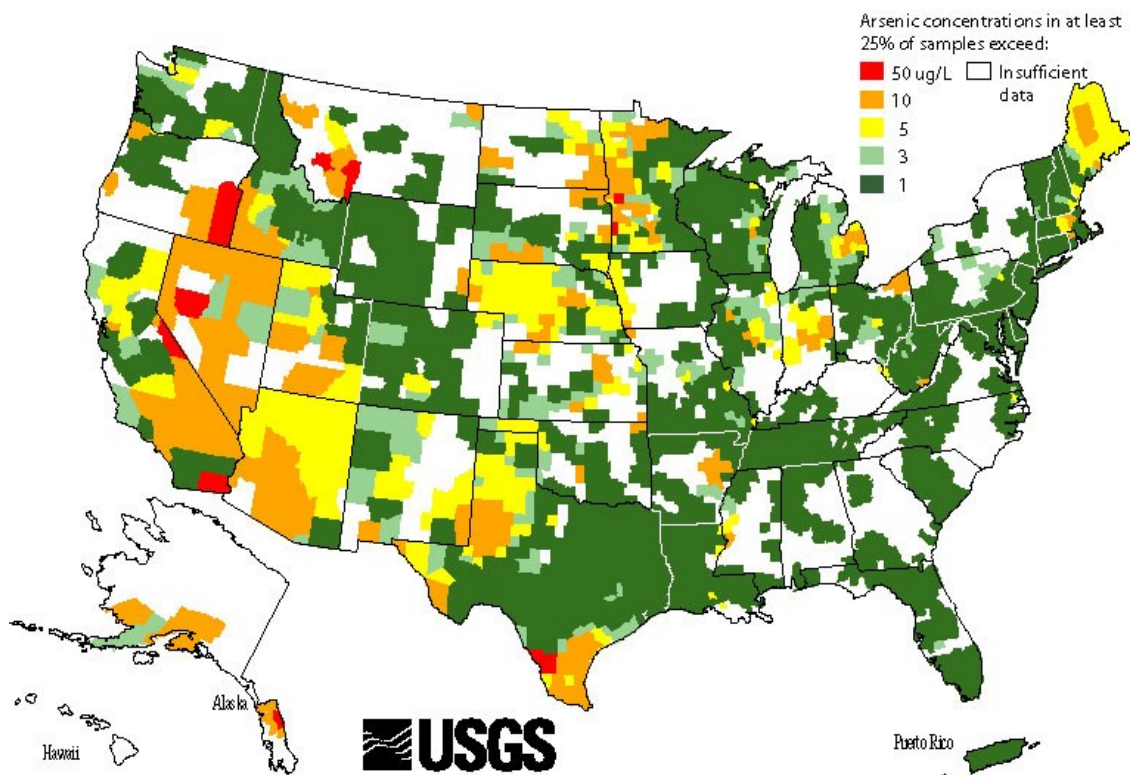 Arsenic concentrations in at least
25% of samples exceed:
50 ug/L
Insufficient
data
10
5
3
1
Alaska
Hawaii
USGS
Puerto Rico